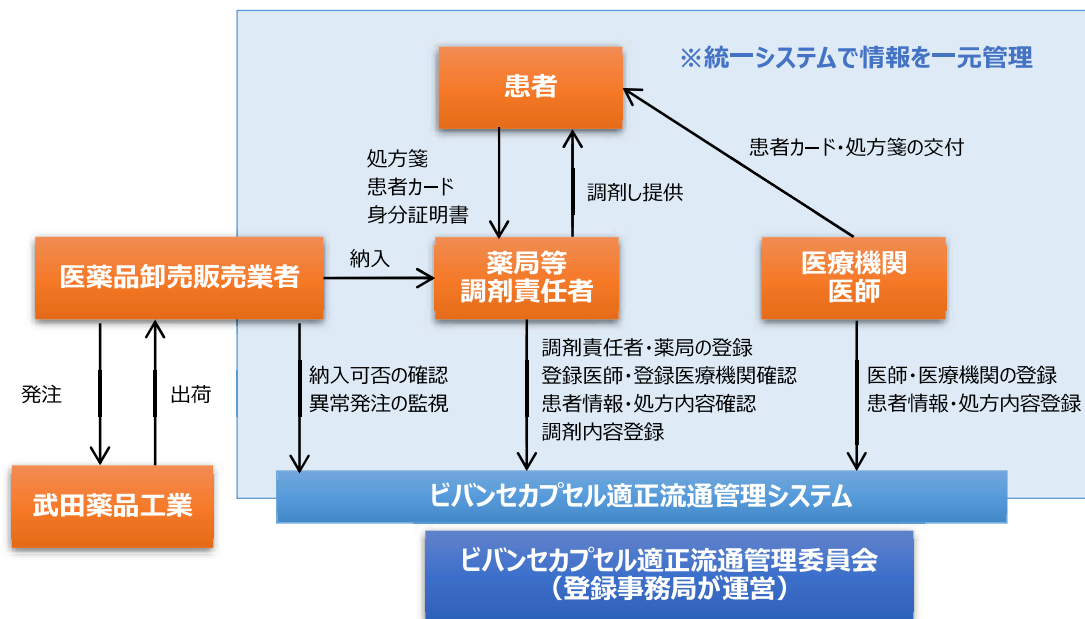 ※統一システムで情報を一元管理
患者
患者カード・処方箋の交付
処方箋
患者カード
身分証明書
調剤し提供
医薬品卸売販売業者
納入
薬局等
調剤責任者
医療機関
医師
発注
出荷
納入可否の確認
異常発注の監視
調剤責任者・薬局の登録
登録医師・登録医療機関確認
患者情報・処方内容確認
調剤内容登録
医師・医療機関の登録
患者情報・処方内容登録
武田薬品工業
ビバンセカプセル適正流通管理システム
ビバンセカプセル適正流通管理委員会
（登録事務局が運営）